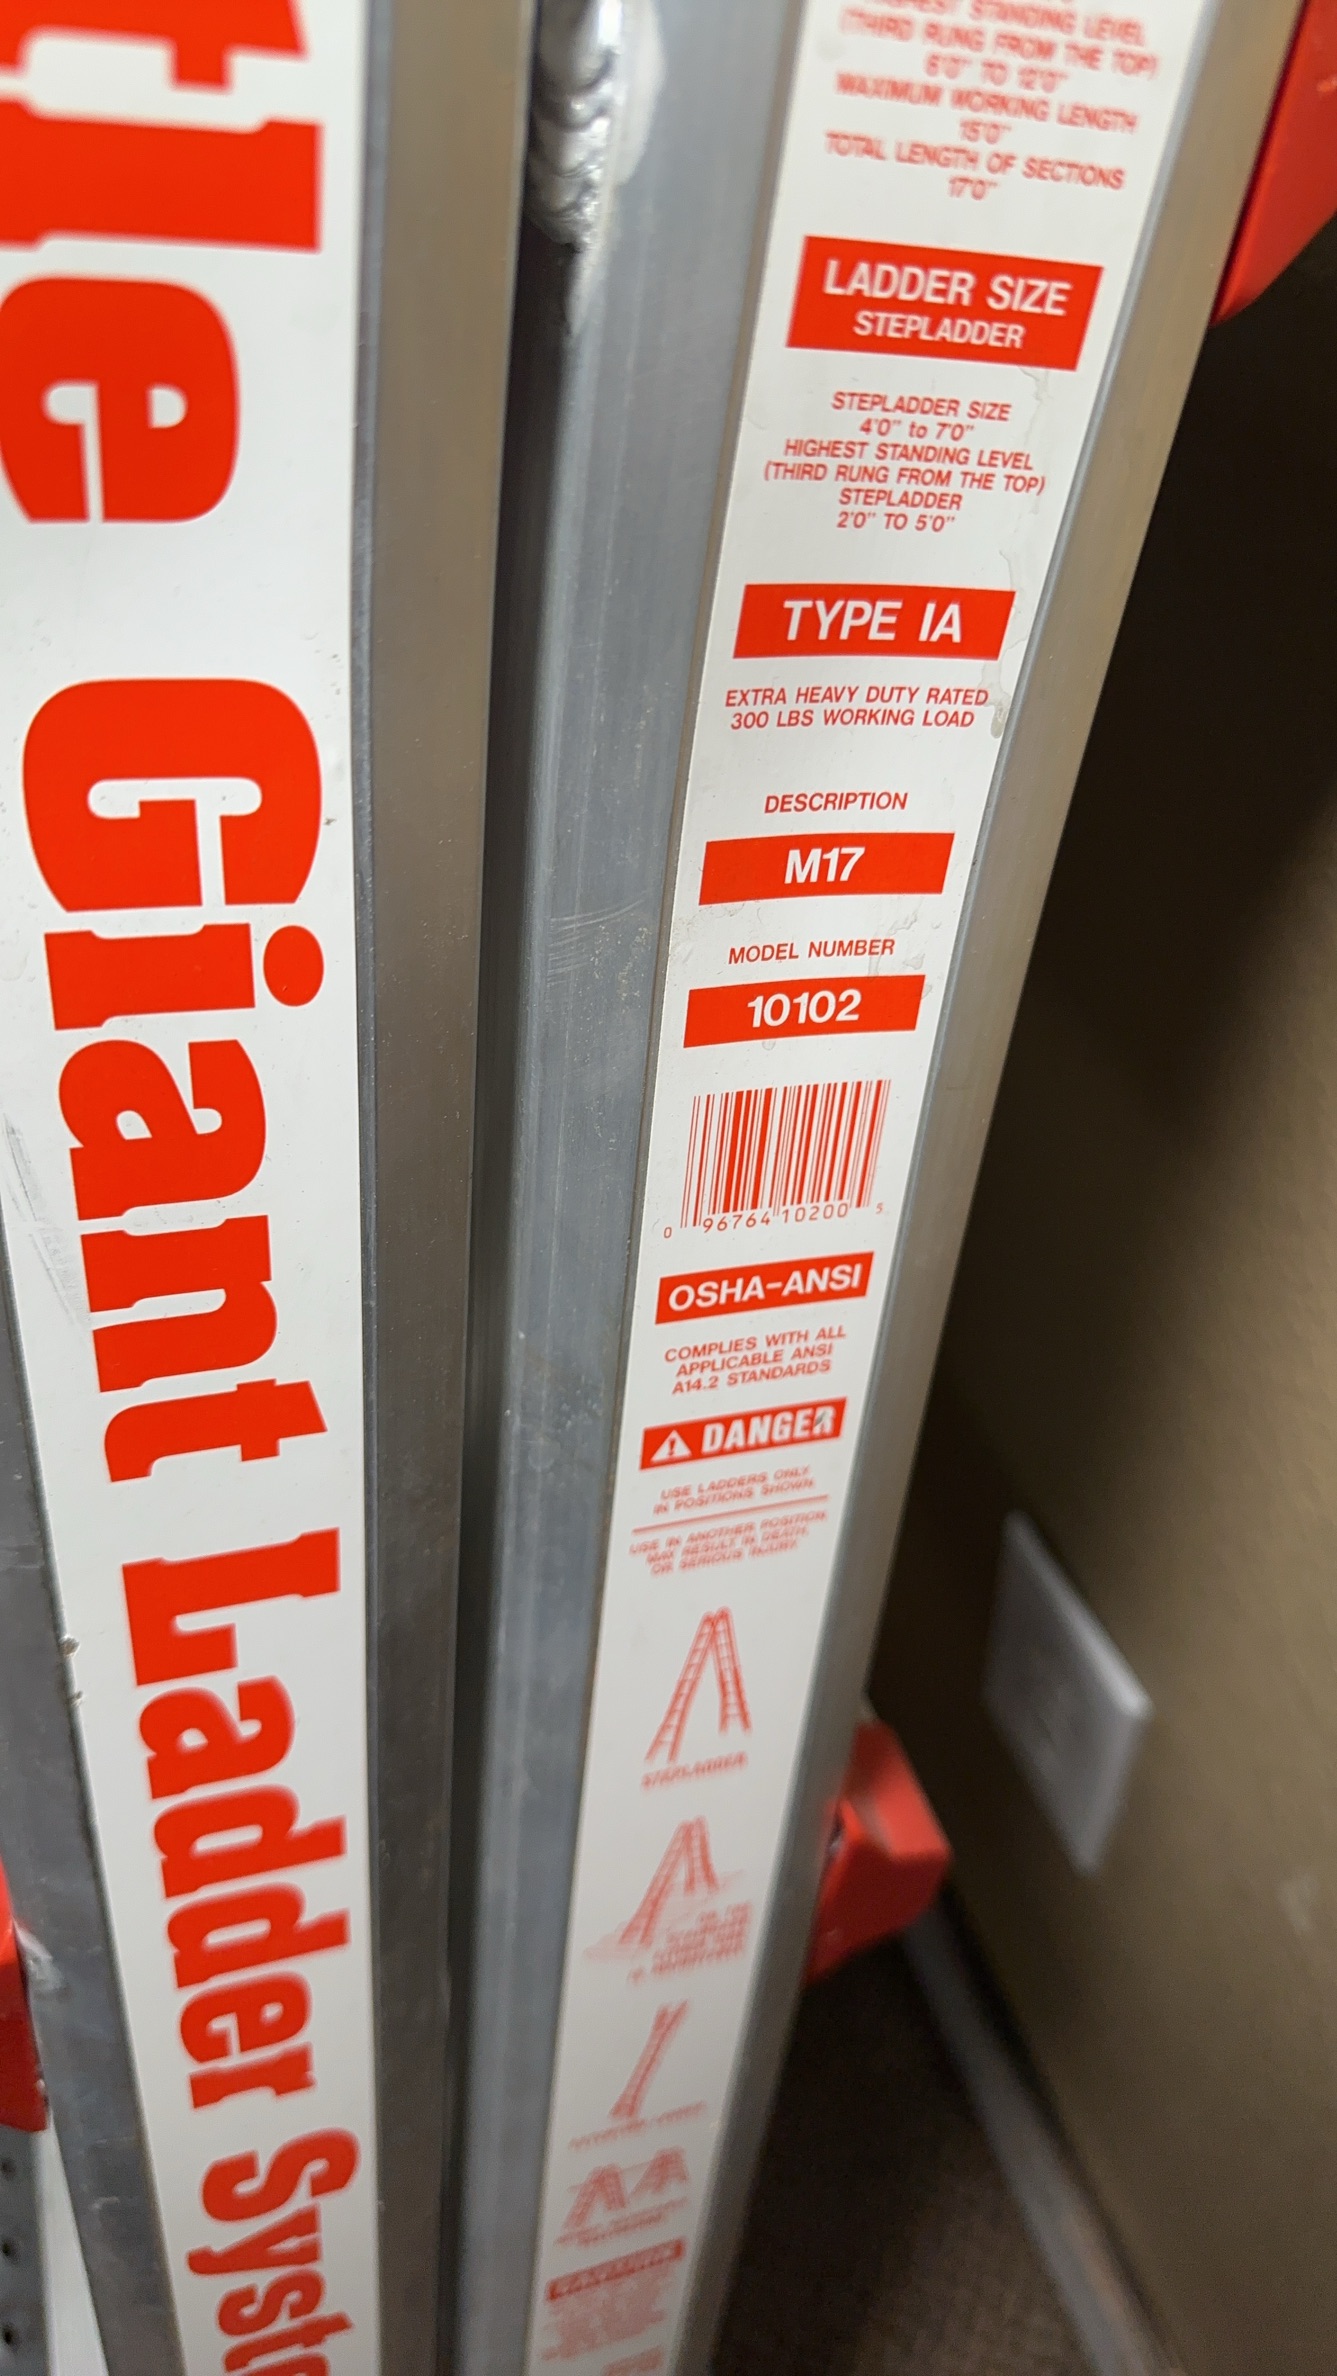 tle Giant Ladder Syste
HIGHEST STANDING LEVEL
(THIRD RUNG FROM THE TOP)
6'0" TO 12'0"
MAXIMUM WORKING LENGTH
15'0"
TOTAL LENGTH OF SECTIONS
17'0"
LADDER SIZE
STEPLADDER
STEPLADDER SIZE
4'0" to 7'0"
HIGHEST STANDING LEVEL
(THIRD RUNG FROM THE TOP)
STEPLADDER
2'0" TO 5'0"
TYPE IA
EXTRA HEAVY DUTY RATED
300 LBS WORKING LOAD
DESCRIPTION
M17
MODEL NUMBER
10102
0 96764 10200 5
OSHA-ANSI
COMPLIES WITH ALL
APPLICABLE ANSI
A14.2 STANDARDS
DANGER
USE LADDERS ONLY
IN POSITIONS SHOWN.
USE IN ANOTHER POSITION
MAY RESULT IN DEATH,
OR SERIOUS INJURY.
STEPLADDER